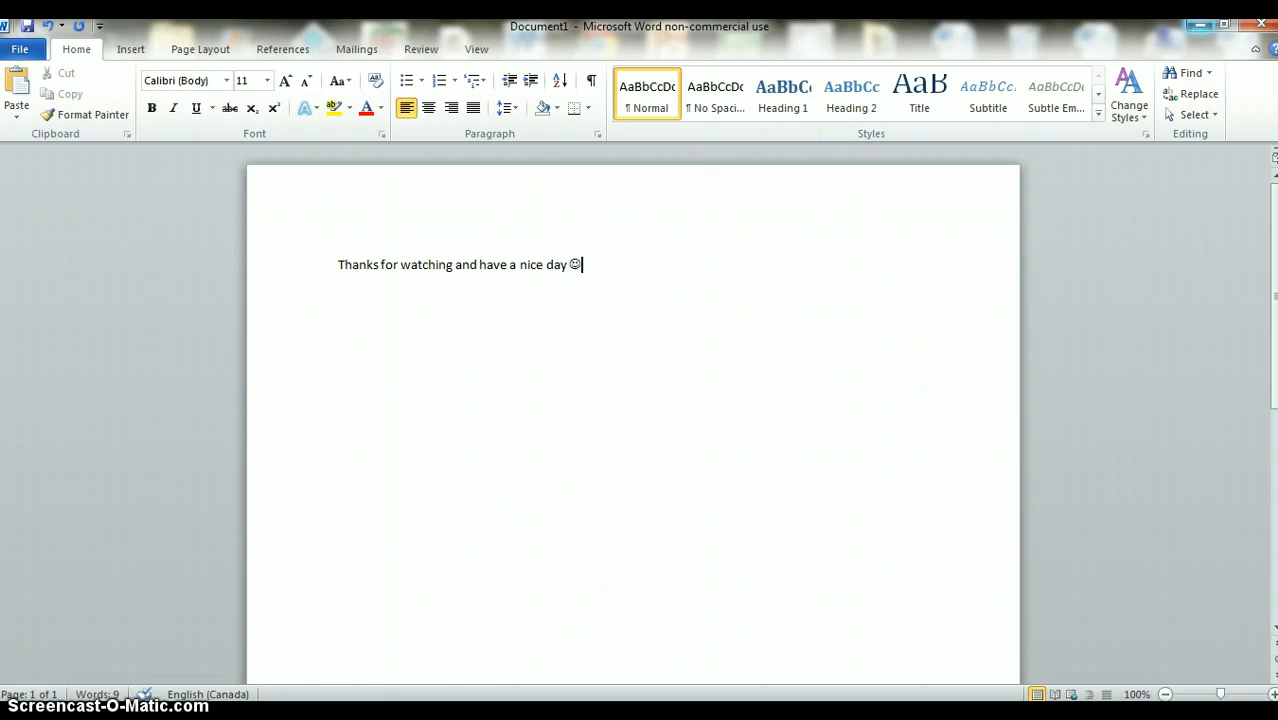 Document1 - Microsoft Word non-commercial use
File Home Insert Page Layout References Mailings Review View
Paste
Cut
Copy
Format Painter
Clipboard
Calibri (Body) 11
Font
Paragraph
AaBbCcDc AaBbCcDc AaBbC AaBbCc AaB AaBbCc. AaBbCcDc
¶ Normal ¶ No Spaci... Heading 1 Heading 2 Title Subtitle Subtle Em...
Change Styles
Styles
Find
Replace
Select
Editing
Thanks for watching and have a nice day ☺
Page: 1 of 1 Words: 9 English (Canada) 100%
Screencast-O-Matic.com